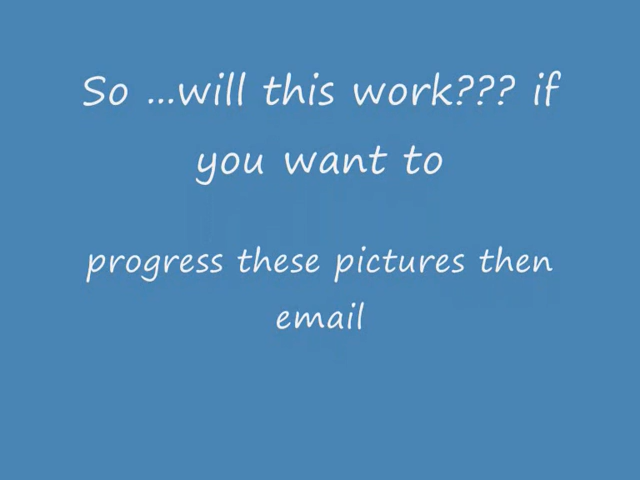 So ...will this work??? if
you want to
progress these pictures then
email